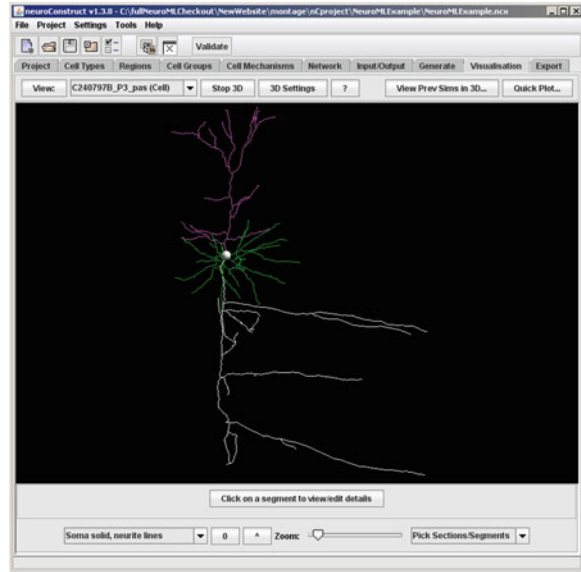 neuroConstruct v1.3.8 - C:\fullNeuroMLCheckout\NewWebsite\montage\nCproject\NeuroMLExample\NeuroMLExample.ncx
File Project Settings Tools Help
Validate
Project Cell Types Regions Cell Groups Cell Mechanisms Network Input/Output Generate Visualisation Export
View: C240797B_P3_pas (Cell) Stop 3D 3D Settings ? View Prev Sims in 3D... Quick Plot...
Click on a segment to view/edit details
Soma solid, neurite lines 0 ^ Zoom: Pick Sections/Segments